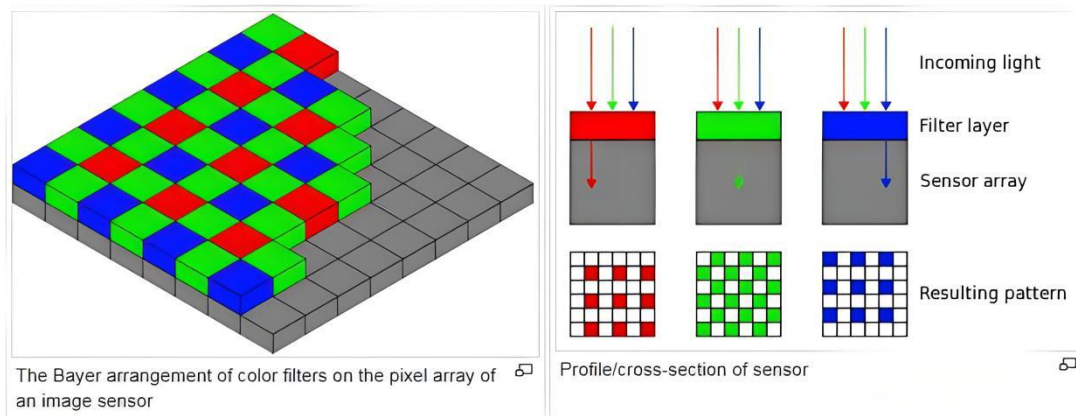 Incoming light
Filter layer
Sensor array
Resulting pattern
The Bayer arrangement of color filters on the pixel array of
an image sensor
Profile/cross-section of sensor